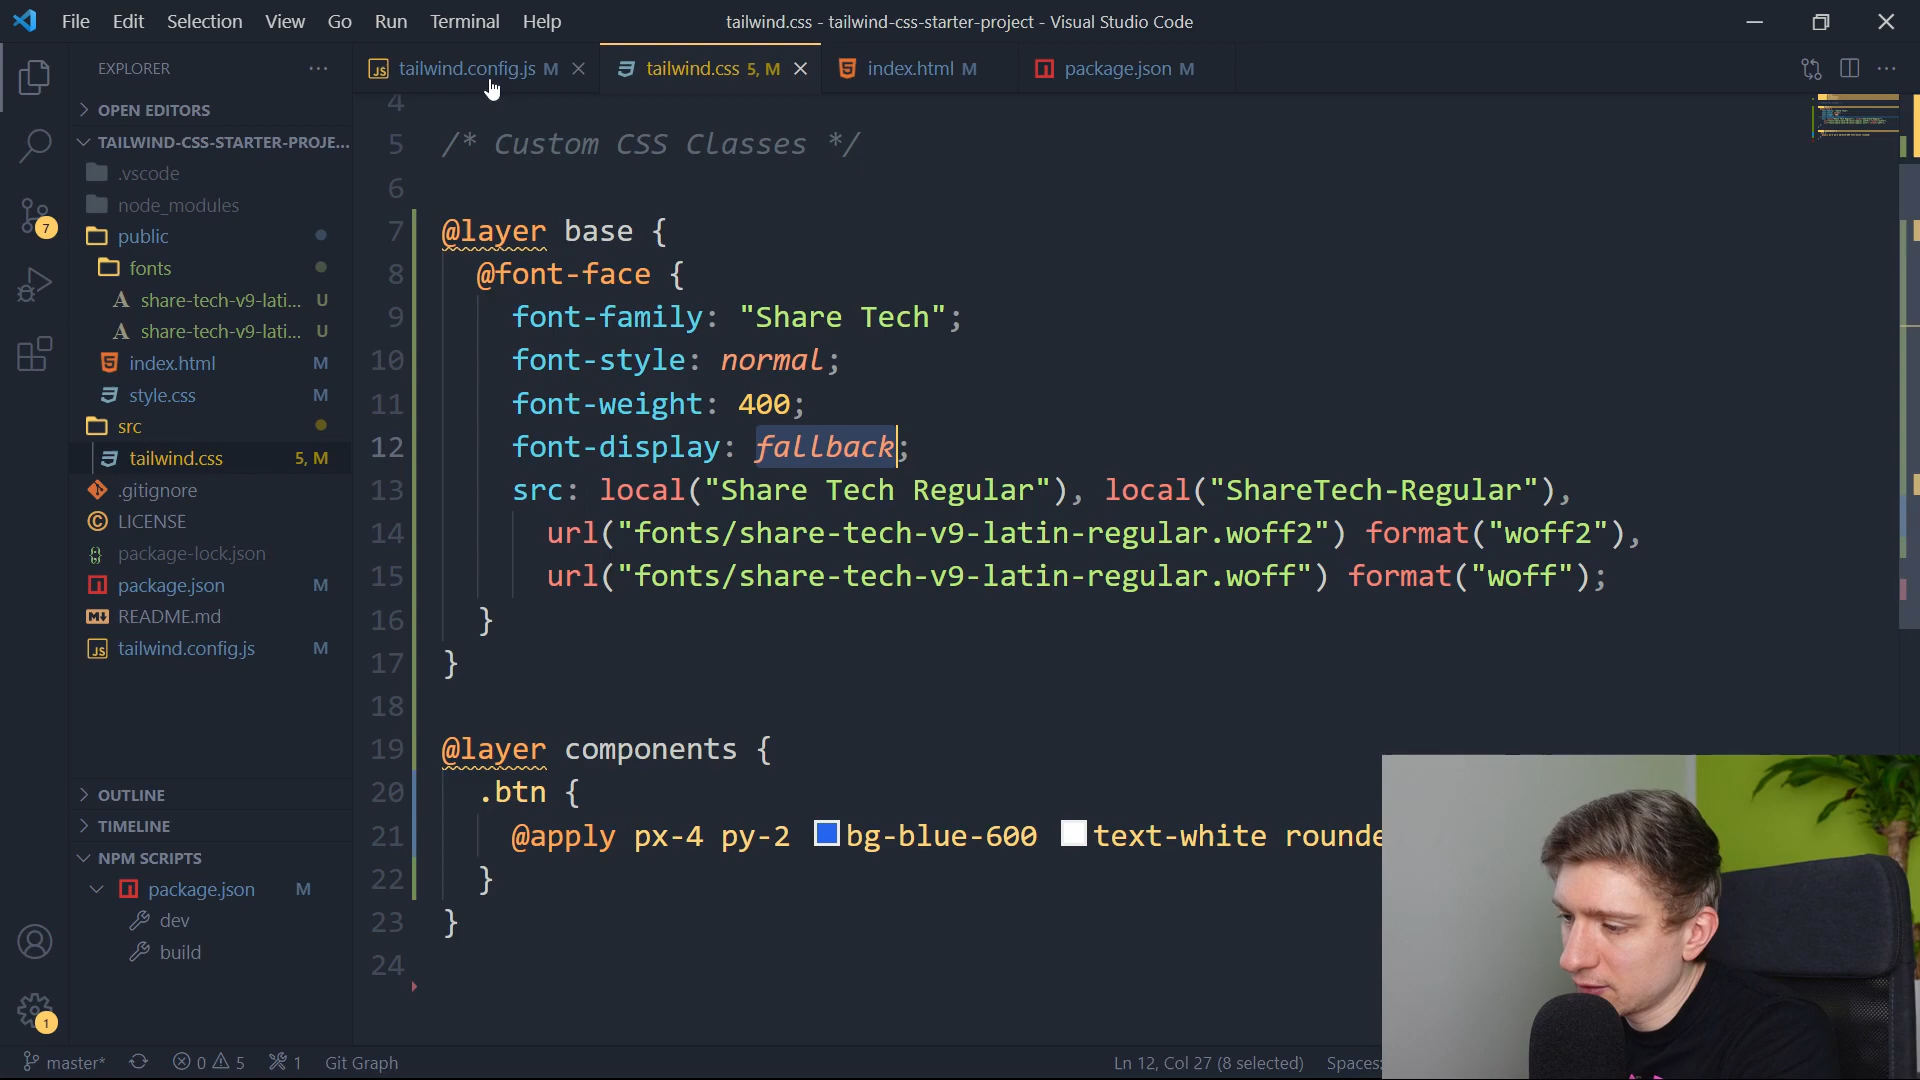 File Edit Selection View Go Run Terminal Help
tailwind.css - tailwind-css-starter-project - Visual Studio Code
EXPLORER
tailwind.config.js M
tailwind.css 5, M
index.html M
package.json M
OPEN EDITORS
TAILWIND-CSS-STARTER-PROJE...
.vscode
node_modules
public
fonts
share-tech-v9-lati... U
share-tech-v9-lati... U
index.html M
style.css M
src
tailwind.css 5, M
.gitignore
LICENSE
package-lock.json
package.json M
README.md
tailwind.config.js M
OUTLINE
TIMELINE
NPM SCRIPTS
package.json M
dev
build
7
1
4
5 /* Custom CSS Classes */
6
7 @layer base {
8 @font-face {
9 font-family: "Share Tech";
10 font-style: normal;
11 font-weight: 400;
12 font-display: fallback;
13 src: local("Share Tech Regular"), local("ShareTech-Regular"),
14 url("fonts/share-tech-v9-latin-regular.woff2") format("woff2"),
15 url("fonts/share-tech-v9-latin-regular.woff") format("woff");
16 }
17 }
18
19 @layer components {
20 .btn {
21 @apply px-4 py-2 bg-blue-600 text-white rounde
22 }
23 }
24
master* 0 5 1 Git Graph
Ln 12, Col 27 (8 selected) Spaces: